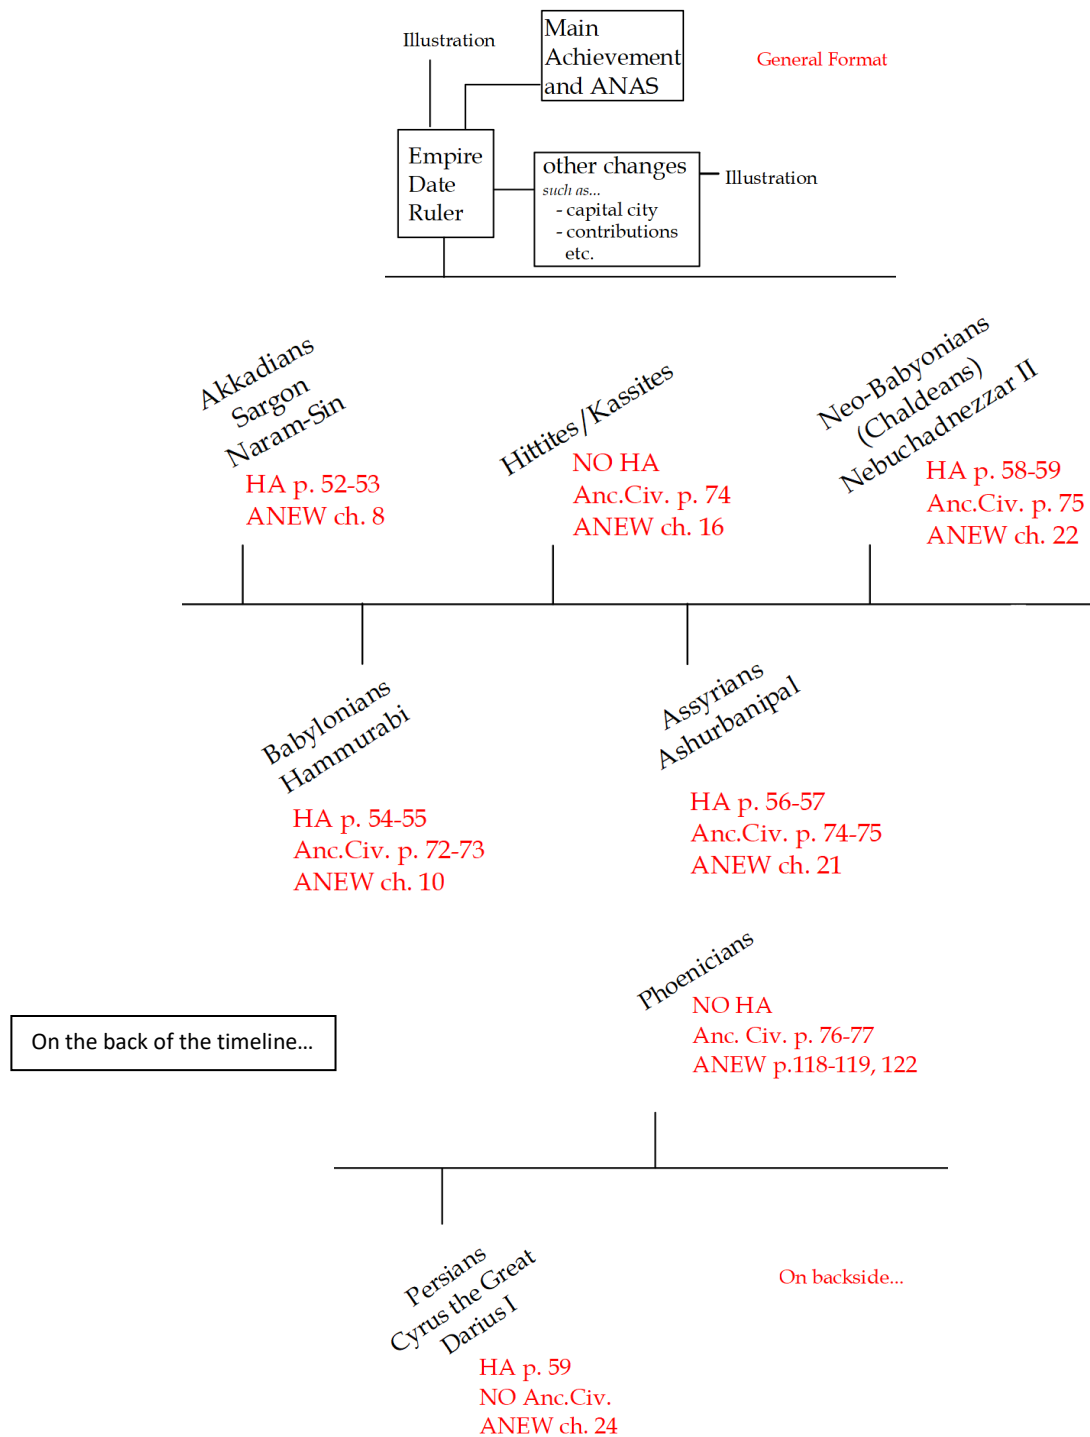 Illustration
Main
Achievement
and ANAS
General Format
Empire
Date
Ruler
other changes
such as...
- capital city
- contributions
etc.
Illustration
Akkadians
Sargon
Naram-Sin
HA p. 52-53
ANEW ch. 8
Hittites/Kassites
NO HA
Anc.Civ. p. 74
ANEW ch. 16
Neo-Babyonians
(Chaldeans)
Nebuchadnezzar II
HA p. 58-59
Anc.Civ. p. 75
ANEW ch. 22
Babylonians
Hammurabi
HA p. 54-55
Anc.Civ. p. 72-73
ANEW ch. 10
Assyrians
Ashurbanipal
HA p. 56-57
Anc.Civ. p. 74-75
ANEW ch. 21
On the back of the timeline...
Phoenicians
NO HA
Anc. Civ. p. 76-77
ANEW p.118-119, 122
Persians
Cyrus the Great
Darius I
HA p. 59
NO Anc.Civ.
ANEW ch. 24
On backside...